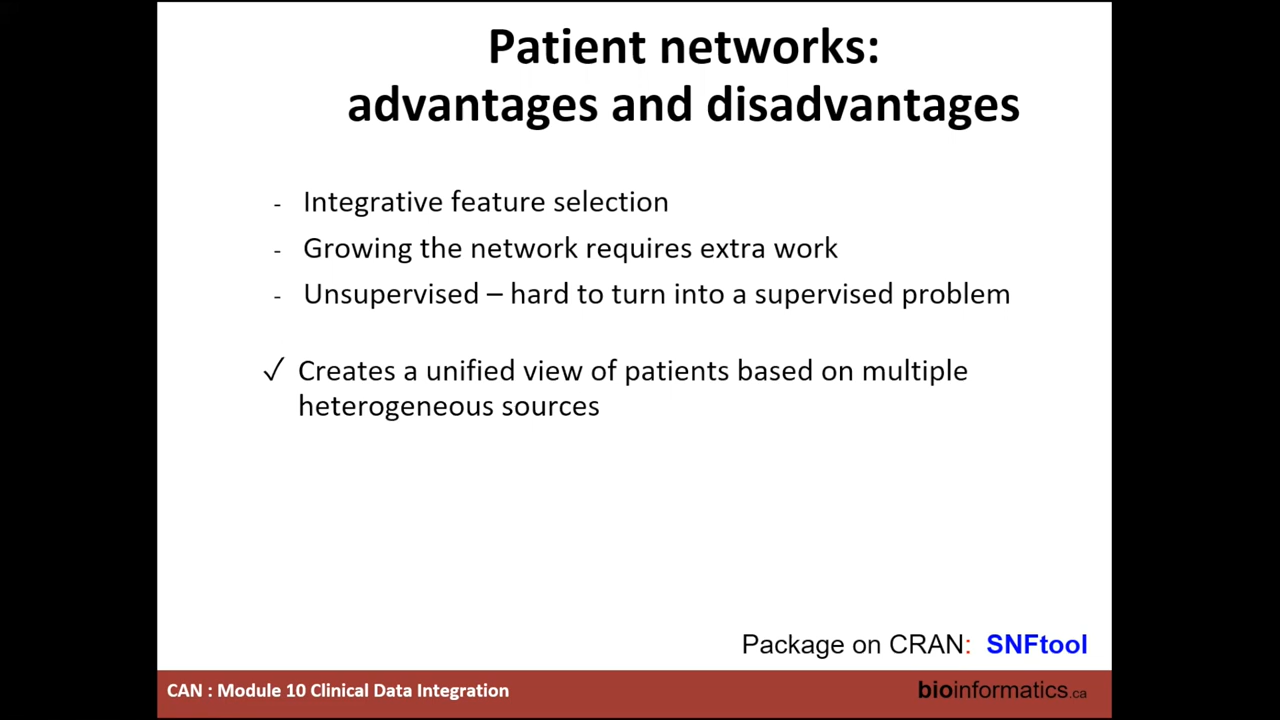 Patient networks:
advantages and disadvantages
- Integrative feature selection
- Growing the network requires extra work
- Unsupervised – hard to turn into a supervised problem
✓ Creates a unified view of patients based on multiple
heterogeneous sources
Package on CRAN: SNFtool
CAN : Module 10 Clinical Data Integration
bioinformatics.ca